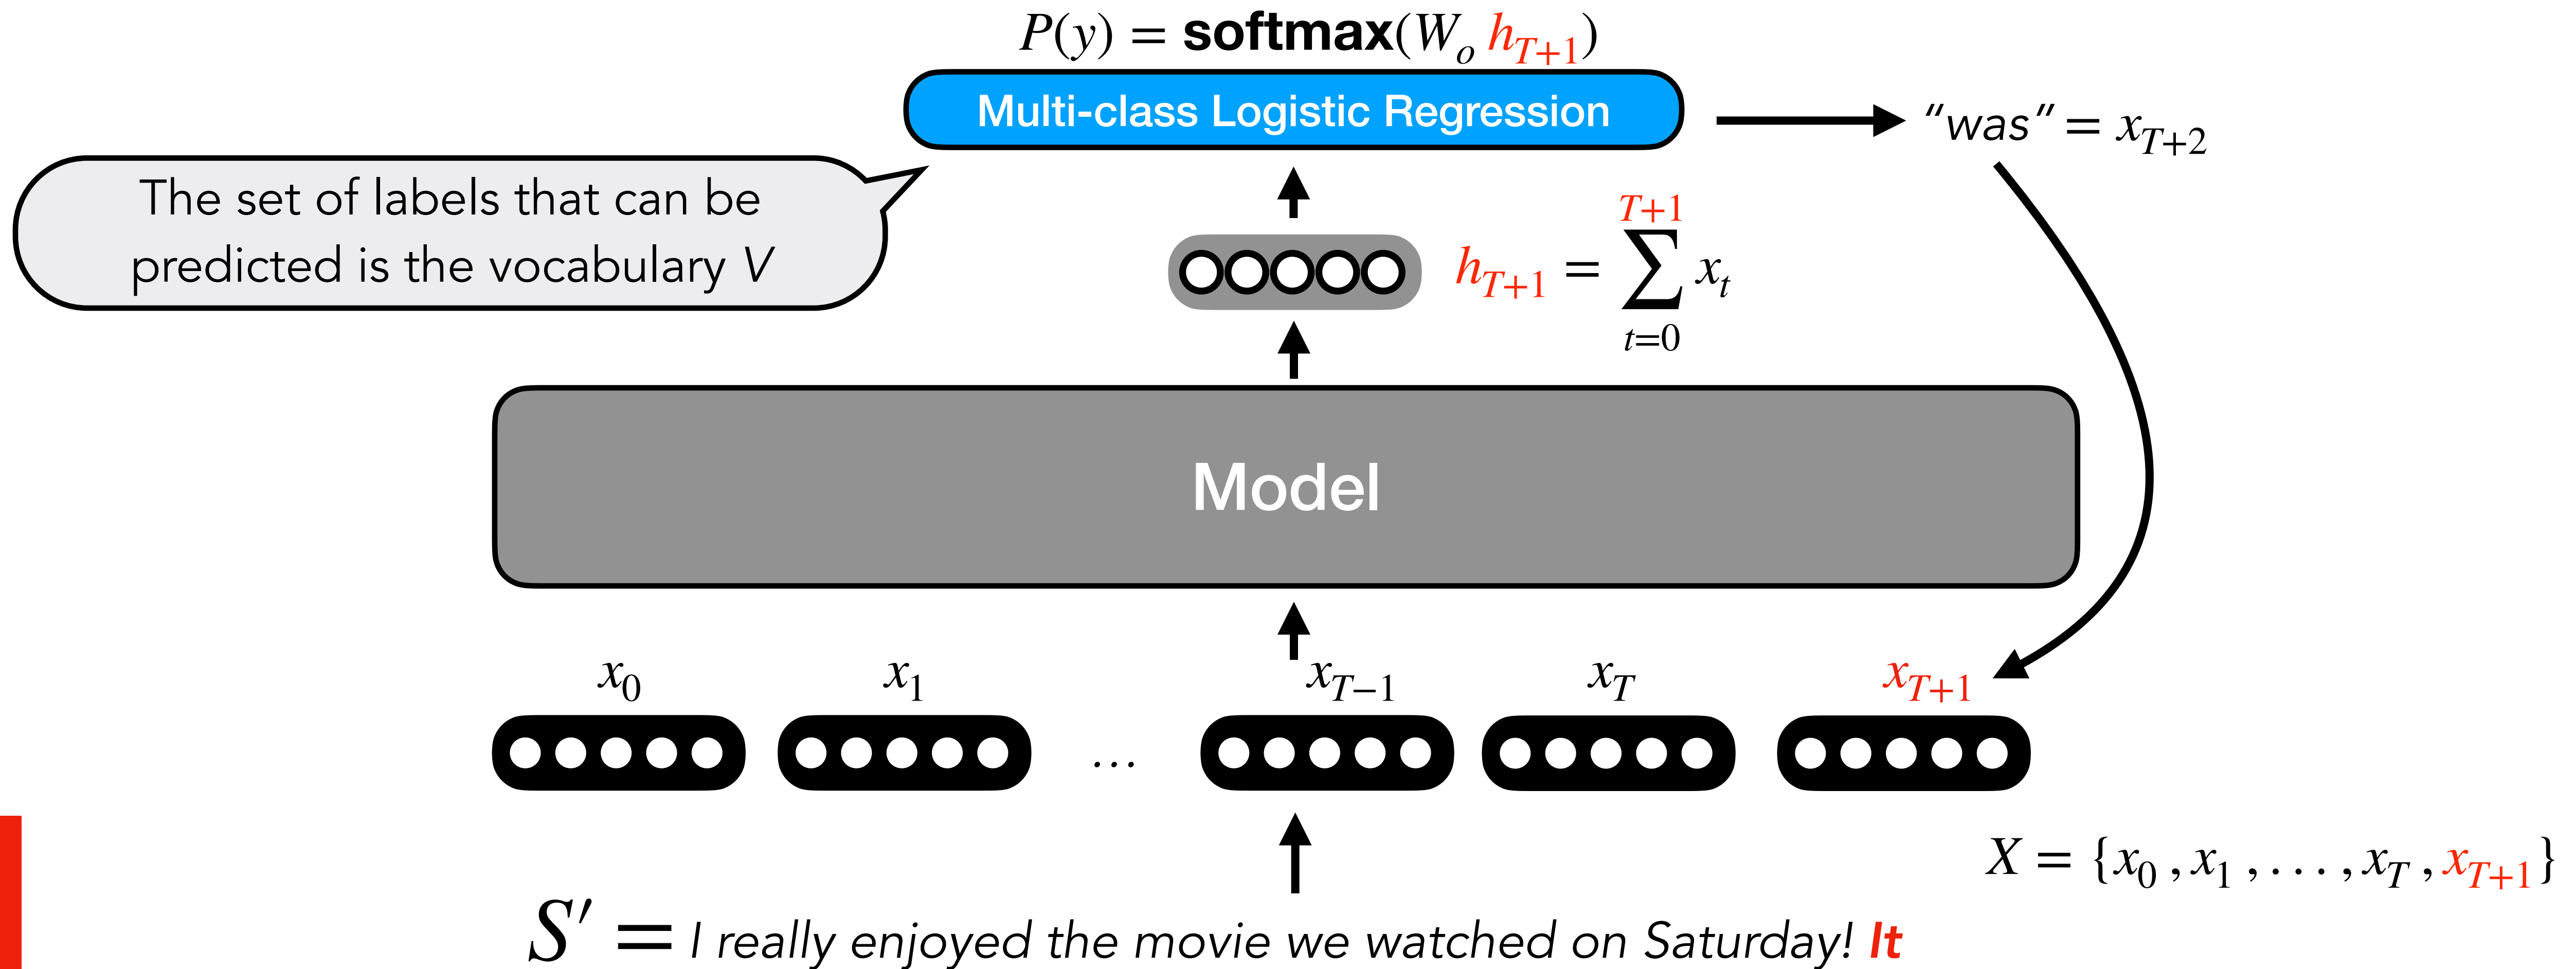 P(y) = softmax(W_o h_{T+1})
Multi-class Logistic Regression
"was" = x_{T+2}
The set of labels that can be
predicted is the vocabulary V
h_{T+1} = \sum_{t=0}^{T+1} x_t
Model
x_0 x_1 x_{T-1} x_T x_{T+1}
...
X = {x_0, x_1, ..., x_T, x_{T+1}}
S' = I really enjoyed the movie we watched on Saturday! It